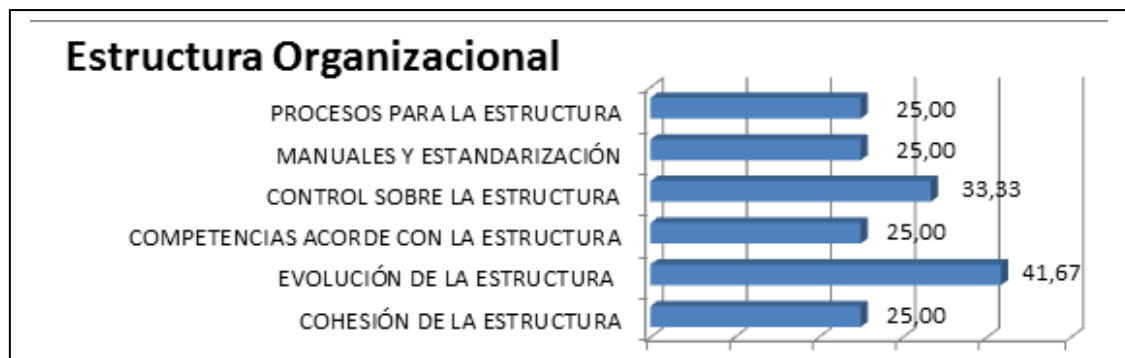 Estructura Organizacional
PROCESOS PARA LA ESTRUCTURA 25,00
MANUALES Y ESTANDARIZACIÓN 25,00
CONTROL SOBRE LA ESTRUCTURA 33,33
COMPETENCIAS ACORDE CON LA ESTRUCTURA 25,00
EVOLUCIÓN DE LA ESTRUCTURA 41,67
COHESIÓN DE LA ESTRUCTURA 25,00